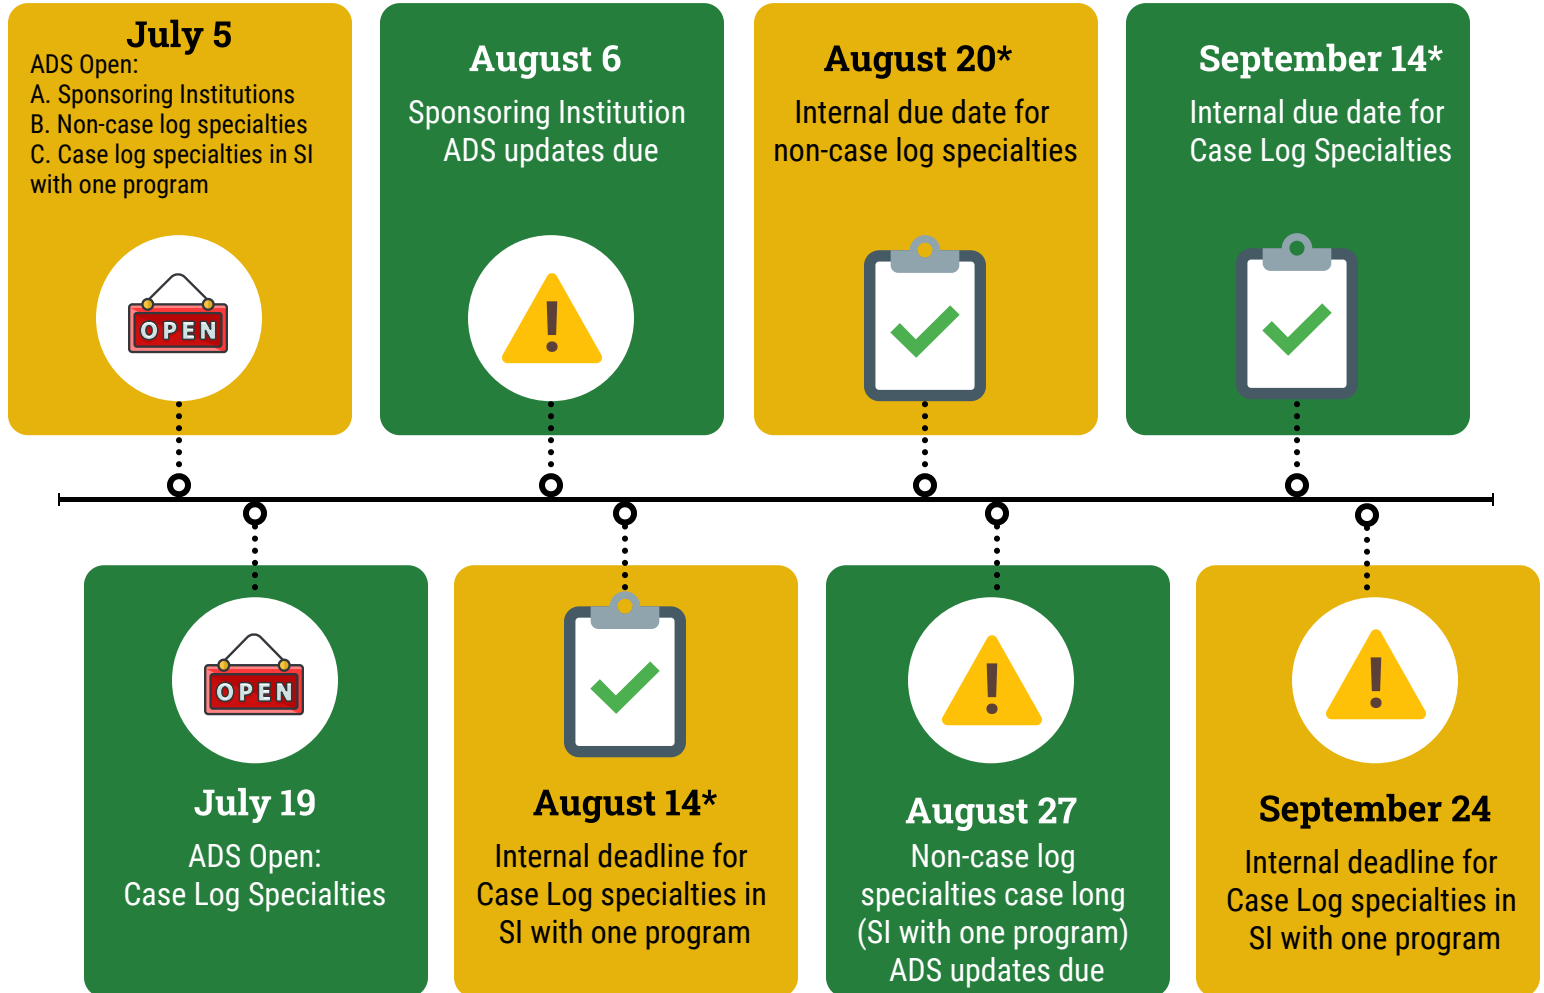 July 5
ADS Open:
A. Sponsoring Institutions
B. Non-case log specialties
C. Case log specialties in SI
with one program
OPEN
August 6
Sponsoring Institution
ADS updates due
August 20*
Internal due date for
non-case log specialties
September 14*
Internal due date for
Case Log Specialties
OPEN
July 19
ADS Open:
Case Log Specialties
August 14*
Internal deadline for
Case Log specialties in
SI with one program
August 27
Non-case log
specialties case long
(SI with one program)
ADS updates due
September 24
Internal deadline for
Case Log specialties in
SI with one program